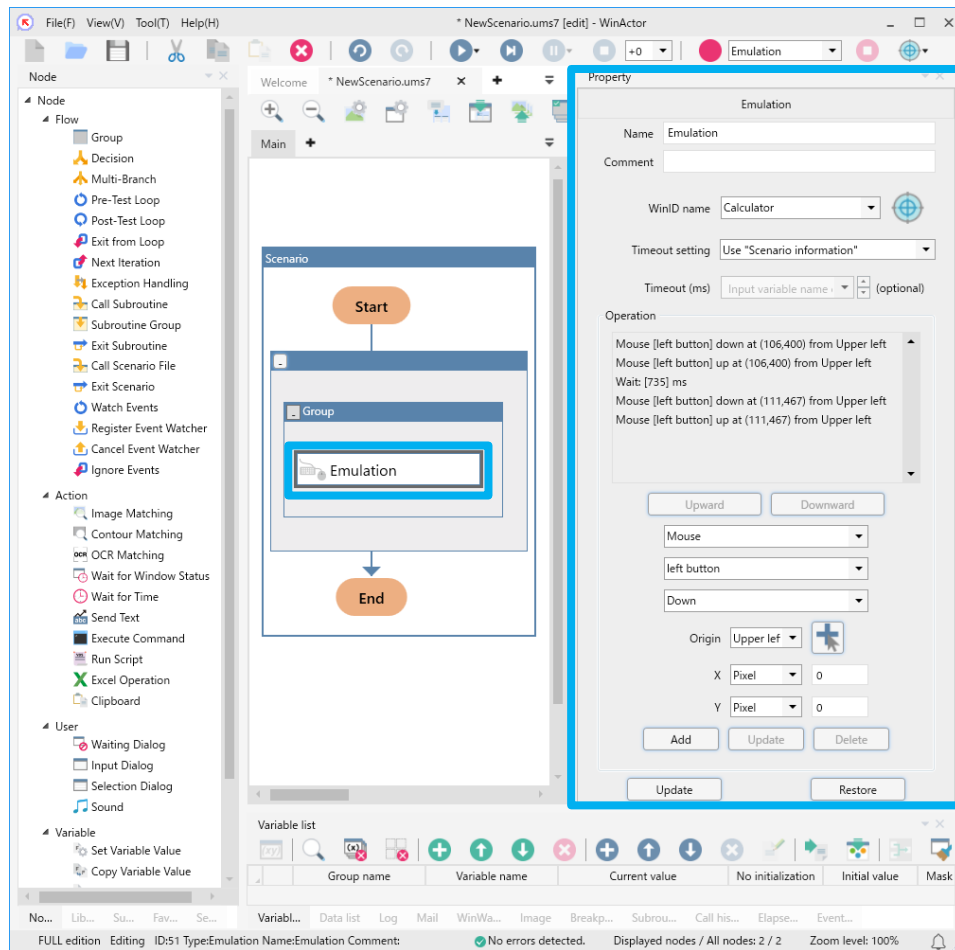 File(F) View(V) Tool(T) Help(H)
* NewScenario.ums7 [edit] - WinActor
+0
Emulation
Node
Node
Flow
Group
Decision
Multi-Branch
Pre-Test Loop
Post-Test Loop
Exit from Loop
Next Iteration
Exception Handling
Call Subroutine
Subroutine Group
Exit Subroutine
Call Scenario File
Exit Scenario
Watch Events
Register Event Watcher
Cancel Event Watcher
Ignore Events
Action
Image Matching
Contour Matching
OCR Matching
Wait for Window Status
Wait for Time
Send Text
Execute Command
Run Script
Excel Operation
Clipboard
User
Waiting Dialog
Input Dialog
Selection Dialog
Sound
Variable
Set Variable Value
Copy Variable Value
No... Lib... Su... Fav... Se...
Welcome * NewScenario.ums7
Main
Scenario
Start
Group
Emulation
End
Property
Emulation
Name Emulation
Comment
WinID name Calculator
Timeout setting Use "Scenario information"
Timeout (ms) Input variable name (optional)
Operation
Mouse [left button] down at (106,400) from Upper left
Mouse [left button] up at (106,400) from Upper left
Wait: [735] ms
Mouse [left button] down at (111,467) from Upper left
Mouse [left button] up at (111,467) from Upper left
Upward Downward
Mouse
left button
Down
Origin Upper lef
X Pixel 0
Y Pixel 0
Add Update Delete
Update Restore
Variable list
Group name Variable name Current value No initialization Initial value Mask
Variabl... Data list Log Mail WinWa... Image Breakp... Subrou... Call his... Elapse... Event...
FULL edition Editing ID:51 Type:Emulation Name:Emulation Comment: No errors detected. Displayed nodes / All nodes: 2 / 2 Zoom level: 100%